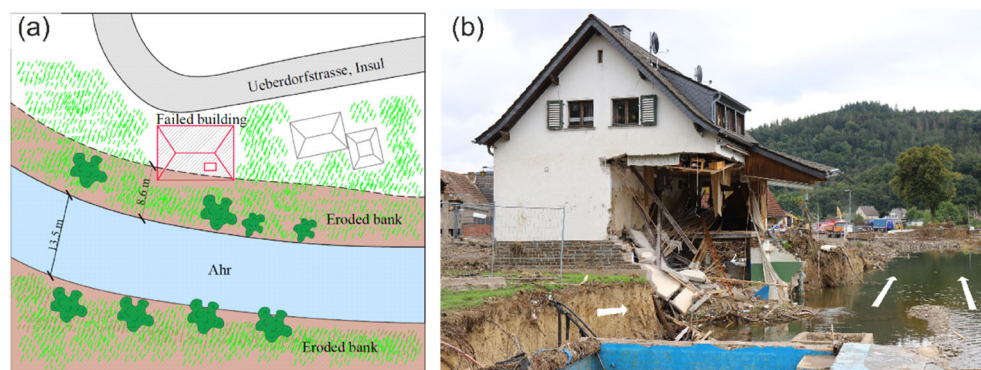 (a)
Ueberdorfstrasse, Insul
Failed building
8.6 m
13.5 m
Eroded bank
Ahr
Eroded bank
(b)